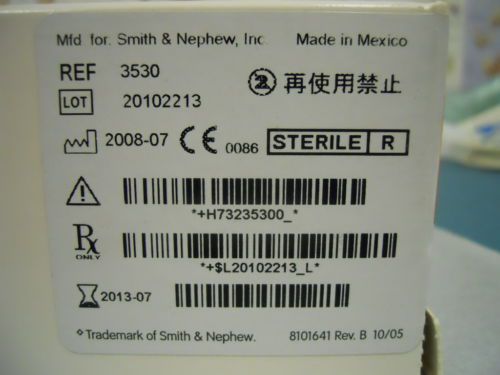 Mfd. for. Smith & Nephew, Inc. Made in Mexico
REF 3530
2 再使用禁止
LOT 20102213
2008-07 CE 0086 STERILE R
*+H73235300_*
Rx ONLY
*+$L20102213_L*
2013-07
◇Trademark of Smith & Nephew. 8101641 Rev. B 10/05